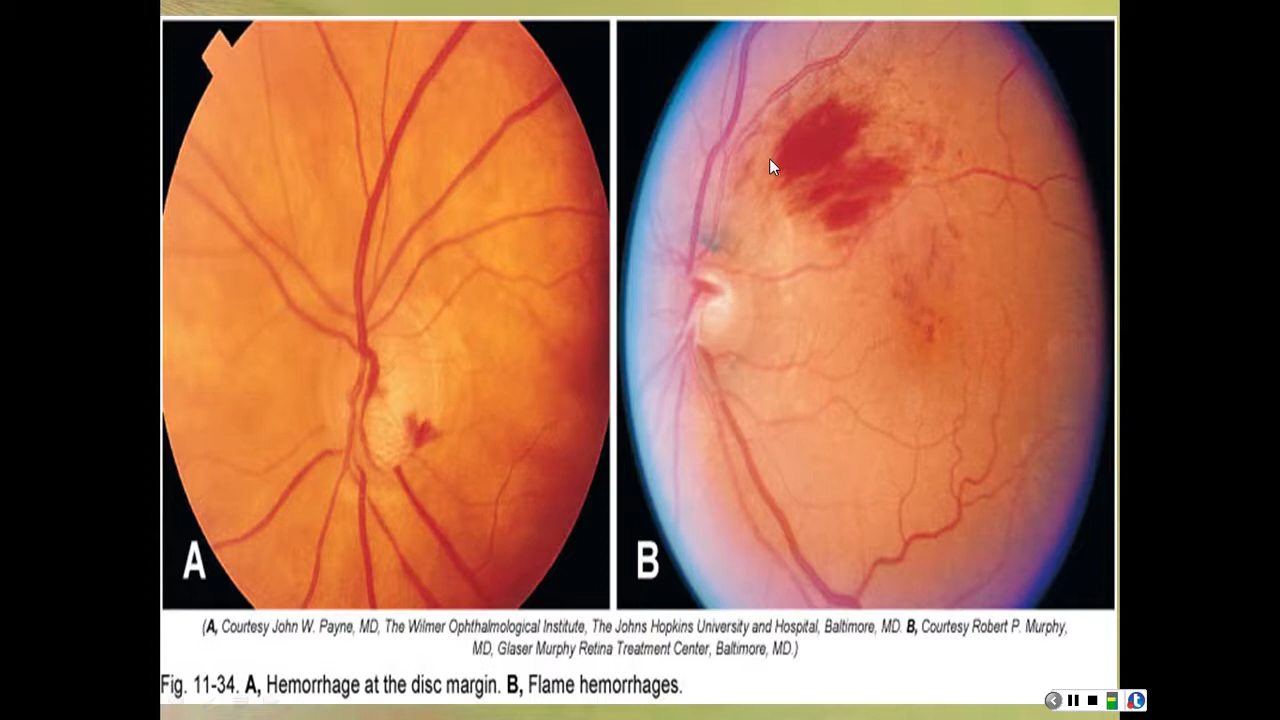 A
B
(A, Courtesy John W. Payne, MD, The Wilmer Ophthalmological Institute, The Johns Hopkins University and Hospital, Baltimore, MD. B, Courtesy Robert P. Murphy,
MD, Glaser Murphy Retina Treatment Center, Baltimore, MD.)
Fig. 11-34. A, Hemorrhage at the disc margin. B, Flame hemorrhages.